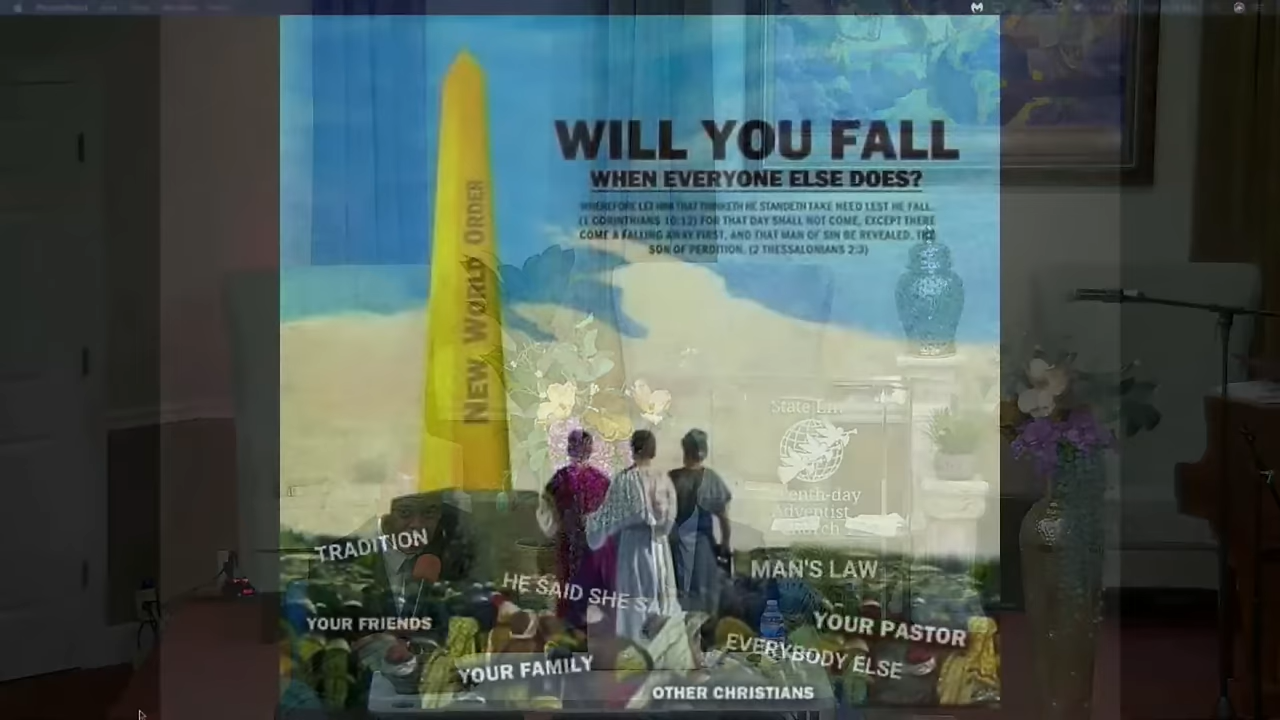 WILL YOU FALL
WHEN EVERYONE ELSE DOES?
WHEREFORE LET HIM THAT THINKETH HE STANDETH TAKE HEED LEST HE FALL.
(1 CORINTHIANS 10:12) FOR THAT DAY SHALL NOT COME, EXCEPT THERE
COME A FALLING AWAY FIRST, AND THAT MAN OF SIN BE REVEALED, THE
SON OF PERDITION. (2 THESSALONIANS 2:3)
NEW WORLD ORDER
State
Adventist
TRADITION
MAN'S LAW
HE SAID SHE
YOUR FRIENDS
YOUR PASTOR
EVERYBODY ELSE
YOUR FAMILY
OTHER CHRISTIANS